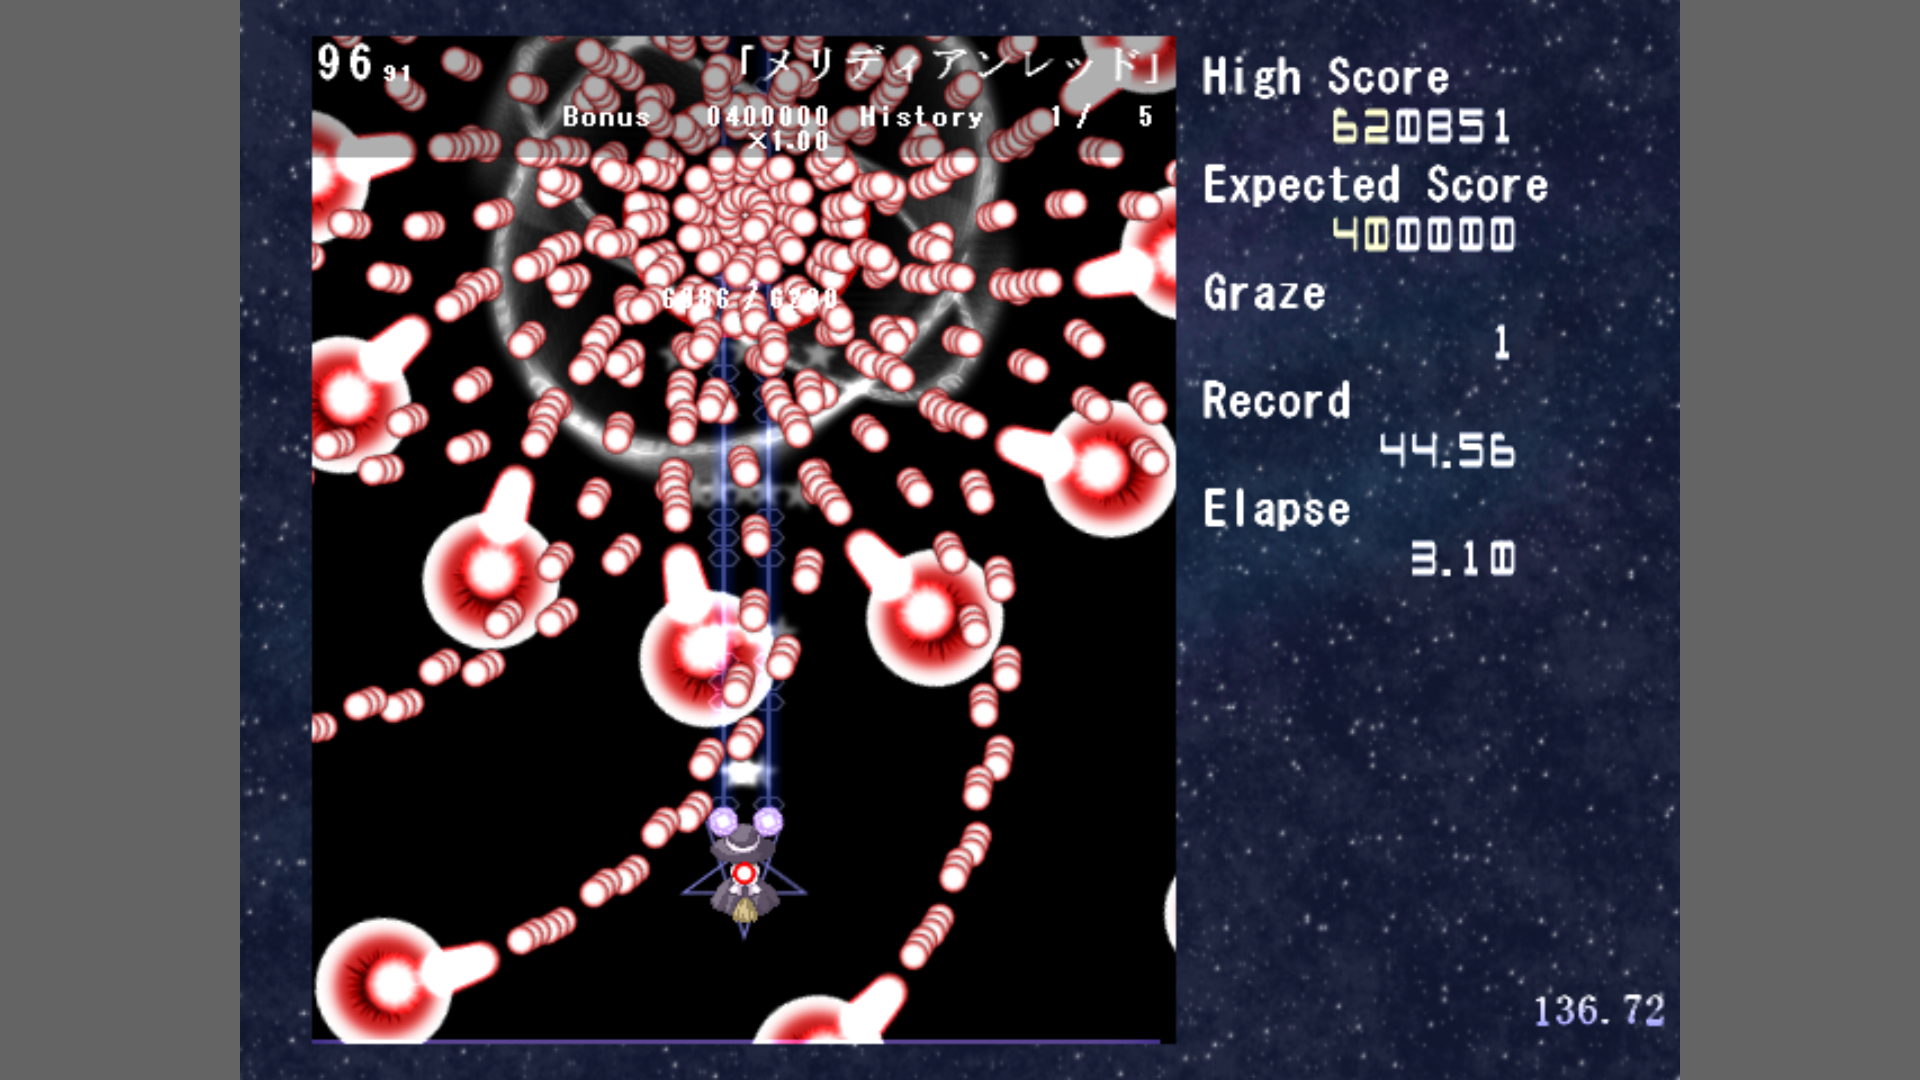 96 91
「メリディアンレッド」
Bonus 0400000 History 1/ 5
×1.00
High Score
620851
Expected Score
400000
Graze
1
Record
44.56
Elapse
3.10
136.72